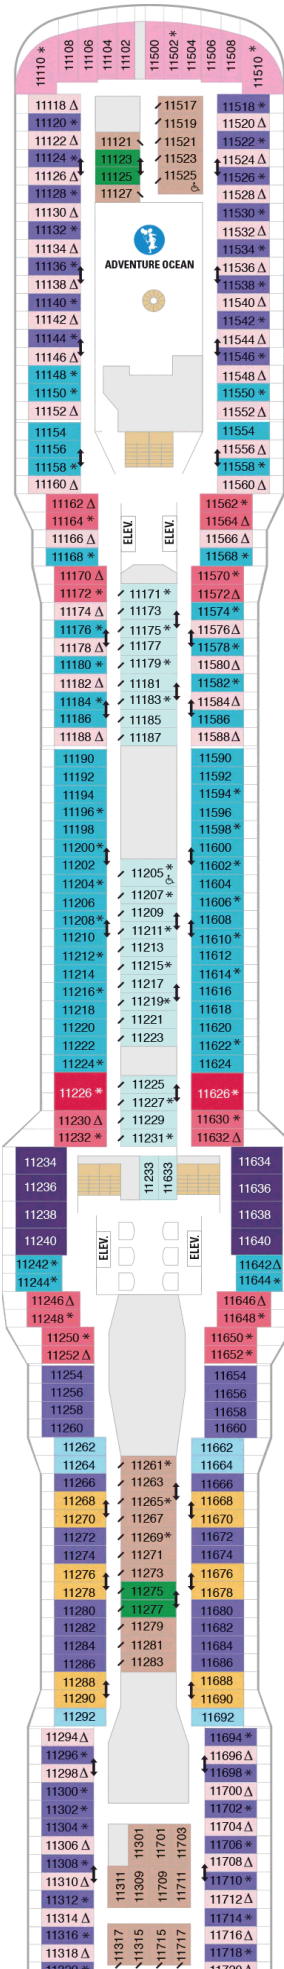 11110 * 11108 11106 11104 11102 11500 11502 * 11504 11506 11508 11510 *
11118 Δ 11517 11518 *
11120 * 11519 11520 Δ
11122 Δ 11121 11521 11522 *
11124 * 11123 11523 11524 Δ
11126 Δ 11125 11525 11526 *
11128 * 11127 11528 Δ
11130 Δ 11530 *
11132 * 11532 Δ
11134 Δ 11534 *
ADVENTURE OCEAN
11136 * 11536 Δ
11138 Δ 11538 *
11140 * 11540 Δ
11142 Δ 11542 *
11144 * 11544 Δ
11146 Δ 11546 *
11148 * 11548 Δ
11150 * 11550 *
11152 Δ 11552 Δ
11154 11554
11156 11556 Δ
11158 * 11558 *
11160 Δ 11560 Δ
11162 Δ 11562 *
11164 * 11564 Δ
ELEV. ELEV.
11166 Δ 11566 Δ
11168 * 11568 *
11170 Δ 11570 *
11172 * 11171 * 11572 Δ
11174 Δ 11173 11574 *
11176 * 11175 * 11576 Δ
11178 Δ 11177 11578 *
11180 * 11179 * 11580 Δ
11182 Δ 11181 11582 *
11184 * 11183 * 11584 Δ
11186 11185 11586
11188 Δ 11187 11588 Δ
11190 11590
11192 11592
11194 11594 *
11196 * 11596
11198 11598 *
11200 * 11600
11202 11205 * 11602 *
11204 * 11207 * 11604
11206 11209 11606 *
11208 * 11211 * 11608
11210 11213 11610 *
11212 * 11215 * 11612
11214 11217 11614 *
11216 * 11219 * 11616
11218 11221 11618
11220 11223 11620
11222 11622 *
11224 * 11624
11226 * 11225 11626 *
11227 *
11230 Δ 11229 11630 *
11232 * 11231 * 11632 Δ
11234 11233 11633 11634
11236 11636
11238 11638
11240 ELEV. ELEV. 11640
11242 * 11642 Δ
11244 * 11644 *
11246 Δ 11646 Δ
11248 * 11648 *
11250 * 11650 *
11252 Δ 11652 *
11254 11654
11256 11656
11258 11658
11260 11660
11262 11662
11264 11261 * 11664
11266 11263 11666
11268 11265 * 11668
11270 11267 11670
11272 11269 * 11672
11274 11271 11674
11276 11273 11676
11278 11275 11678
11280 11277 11680
11282 11279 11682
11284 11281 11684
11286 11283 11686
11288 11688
11290 11690
11292 11692
11294 Δ 11694 *
11296 * 11696 Δ
11298 Δ 11698 *
11300 * 11700 Δ
11302 * 11702 *
11304 * 11301 11701 11703 11704 Δ
11306 Δ 11706 *
11308 * 11311 11309 11709 11711 11708 Δ
11310 Δ 11710 *
11312 * 11712 Δ
11314 Δ 11714 *
11316 * 11317 11315 11715 11717 11716 Δ
11318 Δ 11718 *